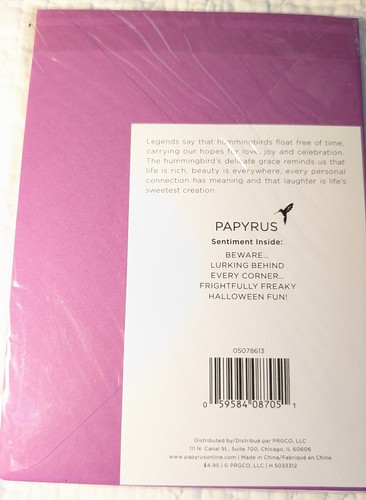 Legends say that hummingbirds float free of time,
carrying our hopes for love, joy and celebration.
The hummingbird's delicate grace reminds us that
life is rich, beauty is everywhere, every personal
connection has meaning and that laughter is life's
sweetest creation.
PAPYRUS
Sentiment Inside:
BEWARE...
LURKING BEHIND
EVERY CORNER...
FRIGHTFULLY FREAKY
HALLOWEEN FUN!
05078613
0 59584 08705 1
Distributed by/Distribué par PRGCO, LLC
111 N. Canal St., Suite 700, Chicago, IL 60606
www.papyrusonline.com | Made in China/Fabriqué en Chine
$4.95 | © PRGCO, LLC | H 5033312